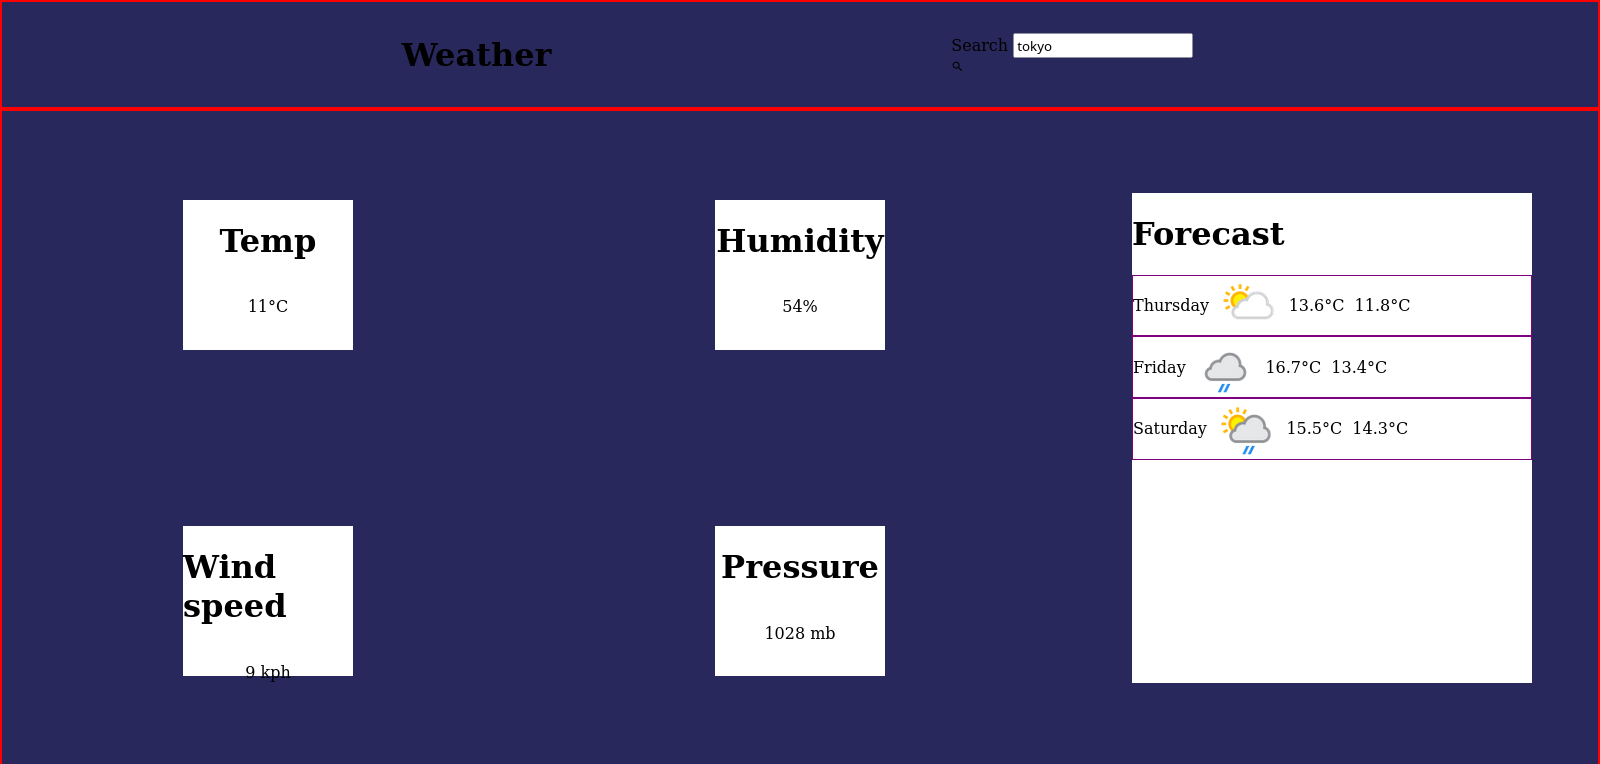 Weather
Search tokyo
Temp
11°C
Humidity
54%
Wind
speed
9 kph
Pressure
1028 mb
Forecast
Thursday 13.6°C 11.8°C
Friday 16.7°C 13.4°C
Saturday 15.5°C 14.3°C